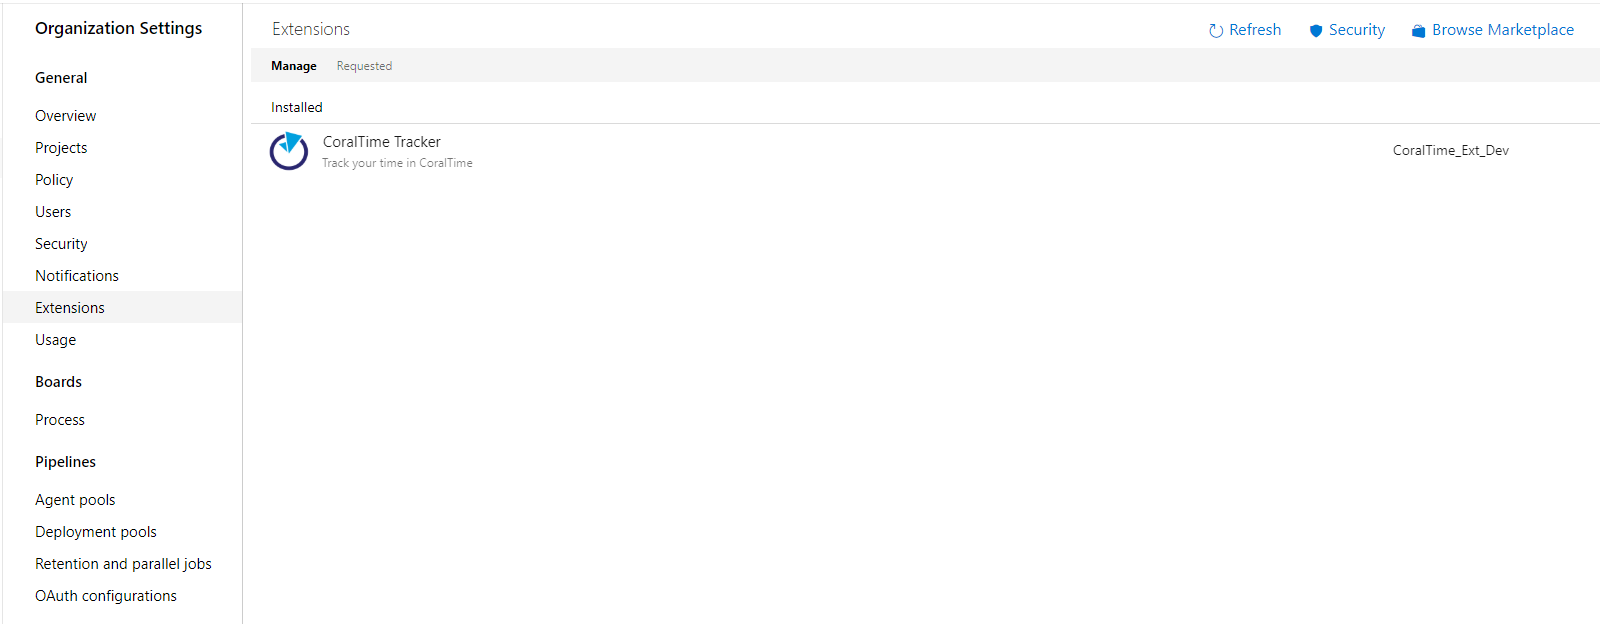 Organization Settings
General
Overview
Projects
Policy
Users
Security
Notifications
Extensions
Usage
Boards
Process
Pipelines
Agent pools
Deployment pools
Retention and parallel jobs
OAuth configurations
Extensions
Refresh
Security
Browse Marketplace
Manage
Requested
Installed
CoralTime Tracker
Track your time in CoralTime
CoralTime_Ext_Dev